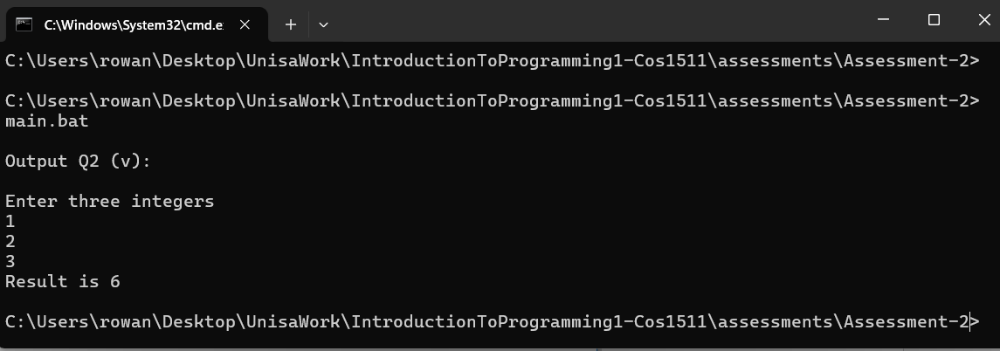 C:\Windows\System32\cmd.e
C:\Users\rowan\Desktop\UnisaWork\IntroductionToProgramming1-Cos1511\assessments\Assessment-2>
C:\Users\rowan\Desktop\UnisaWork\IntroductionToProgramming1-Cos1511\assessments\Assessment-2>
main.bat
Output Q2 (v):
Enter three integers
1
2
3
Result is 6
C:\Users\rowan\Desktop\UnisaWork\IntroductionToProgramming1-Cos1511\assessments\Assessment-2>